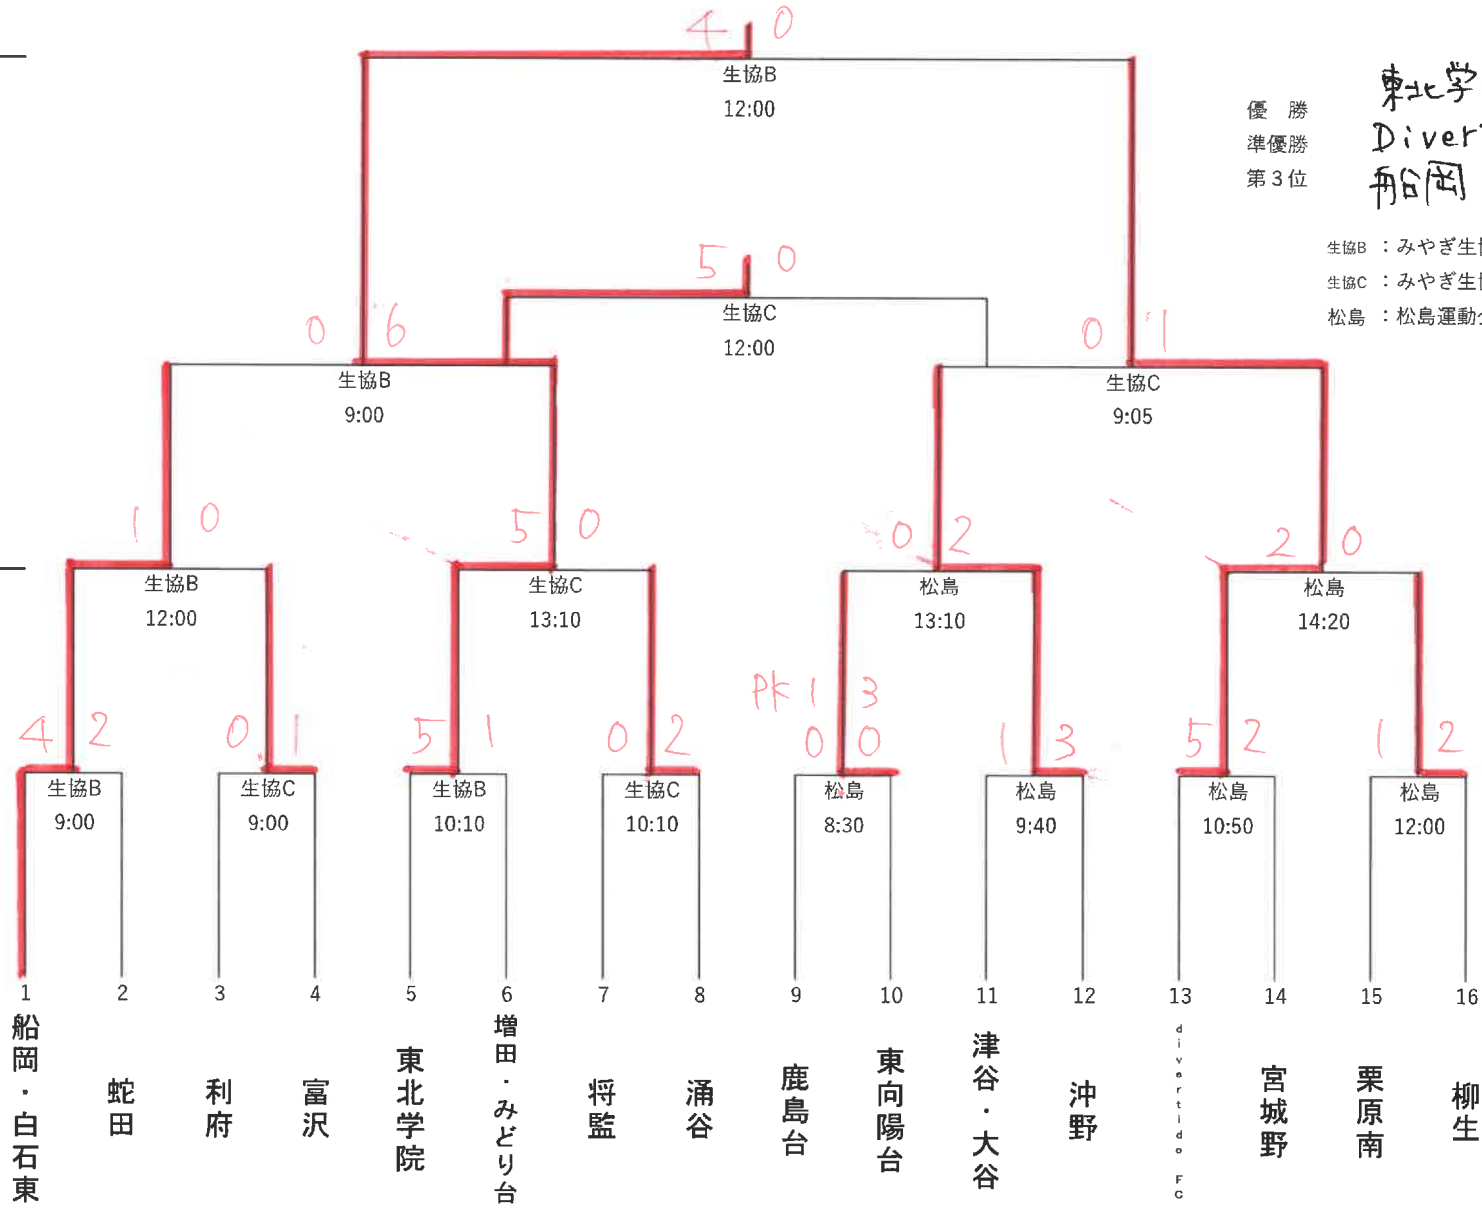 4 0
生協B
12:00
優　勝 東北学
準優勝 Diver
第３位 船岡
5 0
生協B ：みやぎ生
生協C ：みやぎ生
松島 ：松島運動
生協C
12:00
0 6
0 1
生協B
9:00
生協C
9:05
1 0
5 0
0 2
2 0
生協B
12:00
生協C
13:10
松島
13:10
松島
14:20
PK 1 3
4 2
0 1
5 1
0 2
0 0
1 3
5 2
1 2
生協B
9:00
生協C
9:00
生協B
10:10
生協C
10:10
松島
8:30
松島
9:40
松島
10:50
松島
12:00
1 2 3 4 5 6 7 8 9 10 11 12 13 14 15 16
船岡・白石東
蛇田
利府
富沢
東北学院
増田・みどり台
将監
涌谷
鹿島台
東向陽台
津谷・大谷
沖野
divertido FC
宮城野
栗原南
柳生